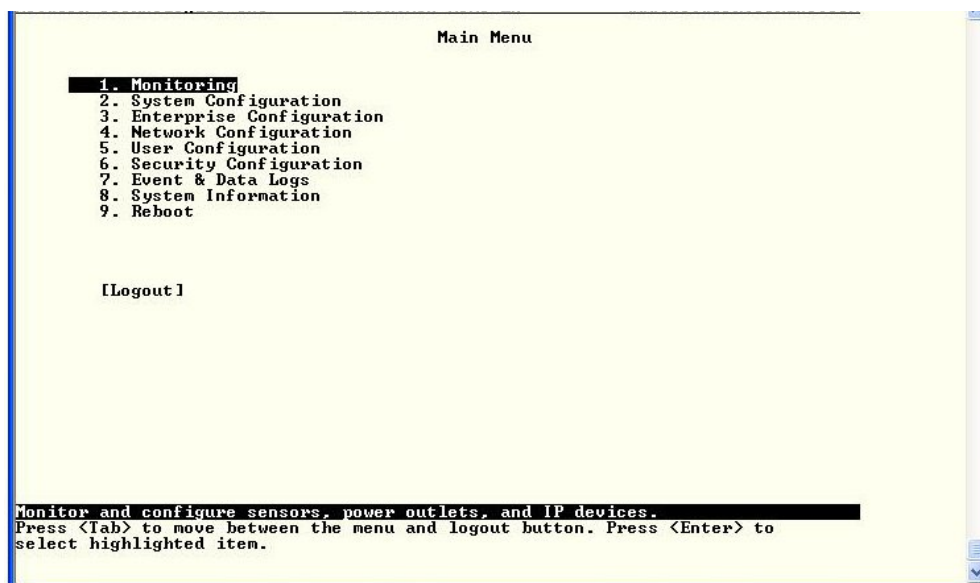 Main Menu
1. Monitoring
2. System Configuration
3. Enterprise Configuration
4. Network Configuration
5. User Configuration
6. Security Configuration
7. Event & Data Logs
8. System Information
9. Reboot
[Logout]
Monitor and configure sensors, power outlets, and IP devices.
Press <Tab> to move between the menu and logout button. Press <Enter> to
select highlighted item.